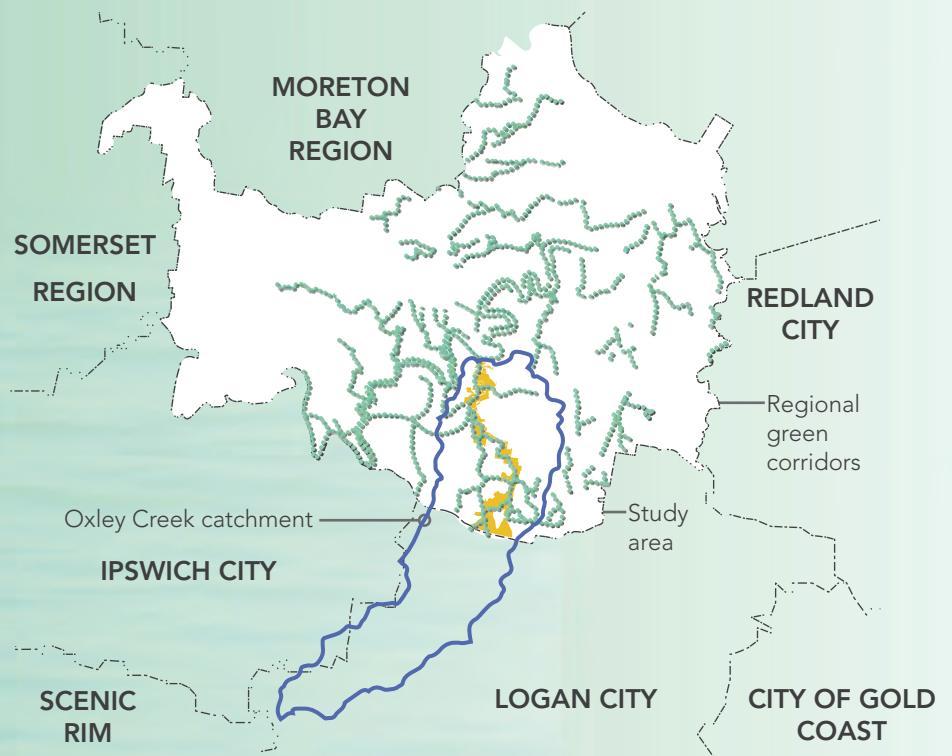 MORETON
BAY
REGION
SOMERSET
REGION
REDLAND
CITY
Regional
green
corridors
Oxley Creek catchment
Study
area
IPSWICH CITY
SCENIC
RIM
LOGAN CITY
CITY OF GOLD
COAST